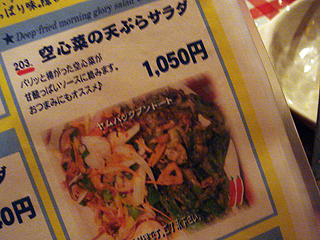 ★Deep-fried morning glory salad
203. 空心菜の天ぷらサラダ
1,050円
パリッと揚がった空心菜が
甘酸っぱいソースに絡みます。
おつまみにもオススメ♪
ヤムパックブントート
0円